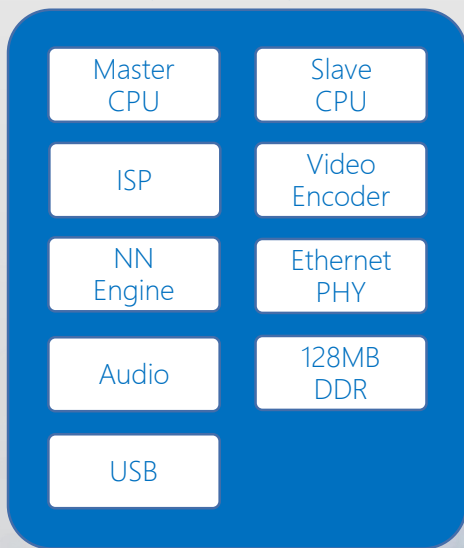 Master
CPU
Slave
CPU
ISP
Video
Encoder
NN
Engine
Ethernet
PHY
Audio
128MB
DDR
USB